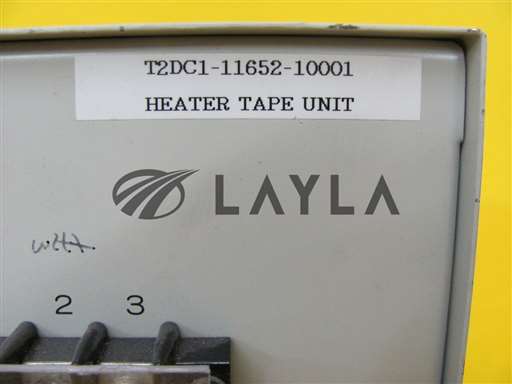 T2DC1-11652-10001
HEATER TAPE UNIT
LAYLA
2 3